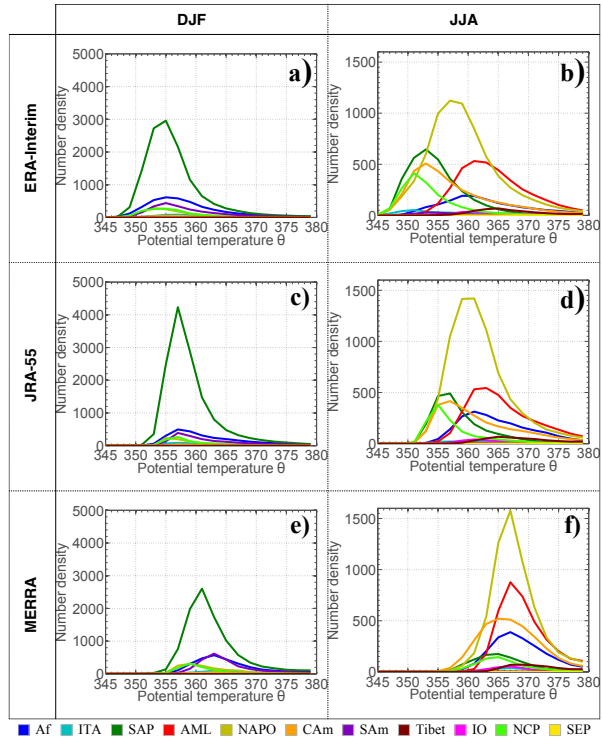 DJF JJA
ERA-Interim
a)
Number density
5000
4000
3000
2000
1000
0
345 350 355 360 365 370 375 380
Potential temperature θ
b)
Number density
1500
1000
500
0
345 350 355 360 365 370 375 380
Potential temperature θ
JRA-55
c)
Number density
5000
4000
3000
2000
1000
0
345 350 355 360 365 370 375 380
Potential temperature θ
d)
Number density
1500
1000
500
0
345 350 355 360 365 370 375 380
Potential temperature θ
MERRA
e)
Number density
5000
4000
3000
2000
1000
0
345 350 355 360 365 370 375 380
Potential temperature θ
f)
Number density
1500
1000
500
0
345 350 355 360 365 370 375 380
Potential temperature θ
Af ITA SAP AML NAPO CAm SAm Tibet IO NCP SEP